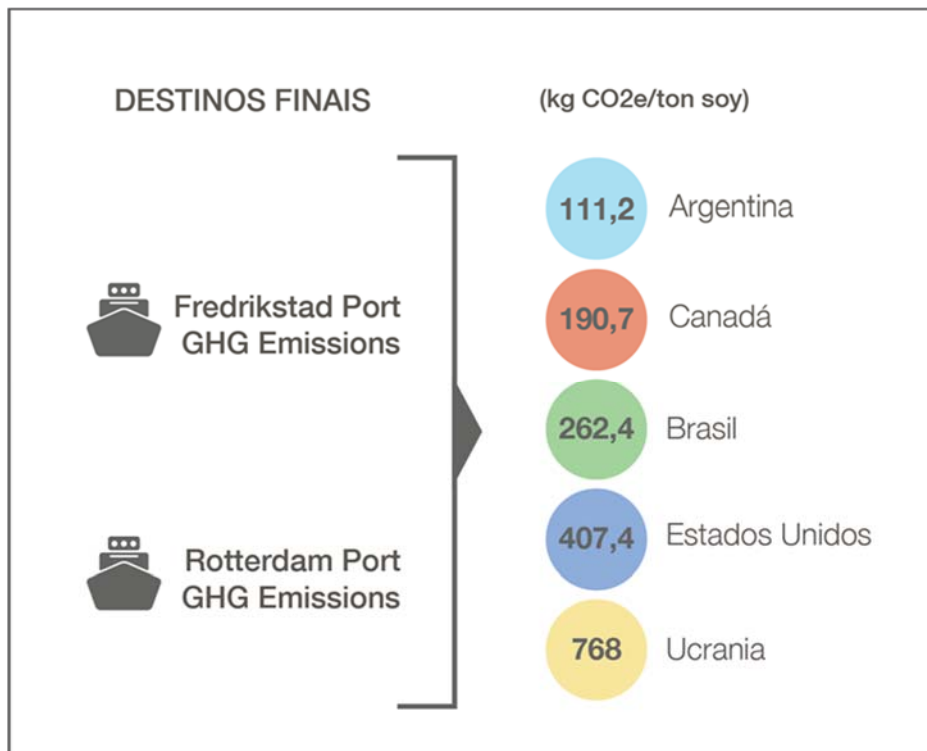 DESTINOS FINAIS
(kg CO2e/ton soy)
Fredrikstad Port
GHG Emissions
Rotterdam Port
GHG Emissions
111,2 Argentina
190,7 Canadá
262,4 Brasil
407,4 Estados Unidos
768 Ucrania